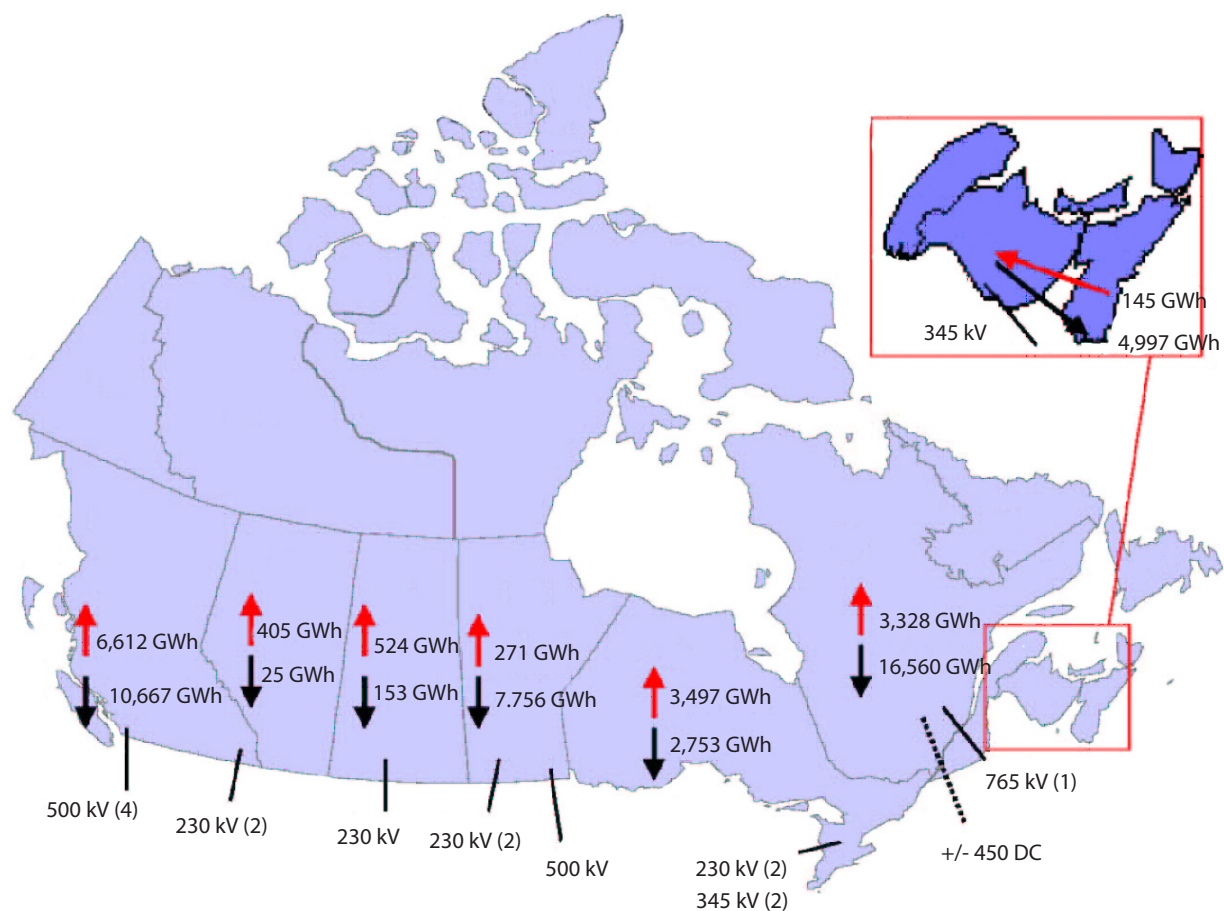 145 GWh
345 kV
4,997 GWh
6,612 GWh
10,667 GWh
405 GWh
25 GWh
524 GWh
153 GWh
271 GWh
7.756 GWh
3,497 GWh
2,753 GWh
3,328 GWh
16,560 GWh
500 kV (4)
230 kV (2)
230 kV
230 kV (2)
500 kV
230 kV (2)
345 kV (2)
765 kV (1)
+/- 450 DC